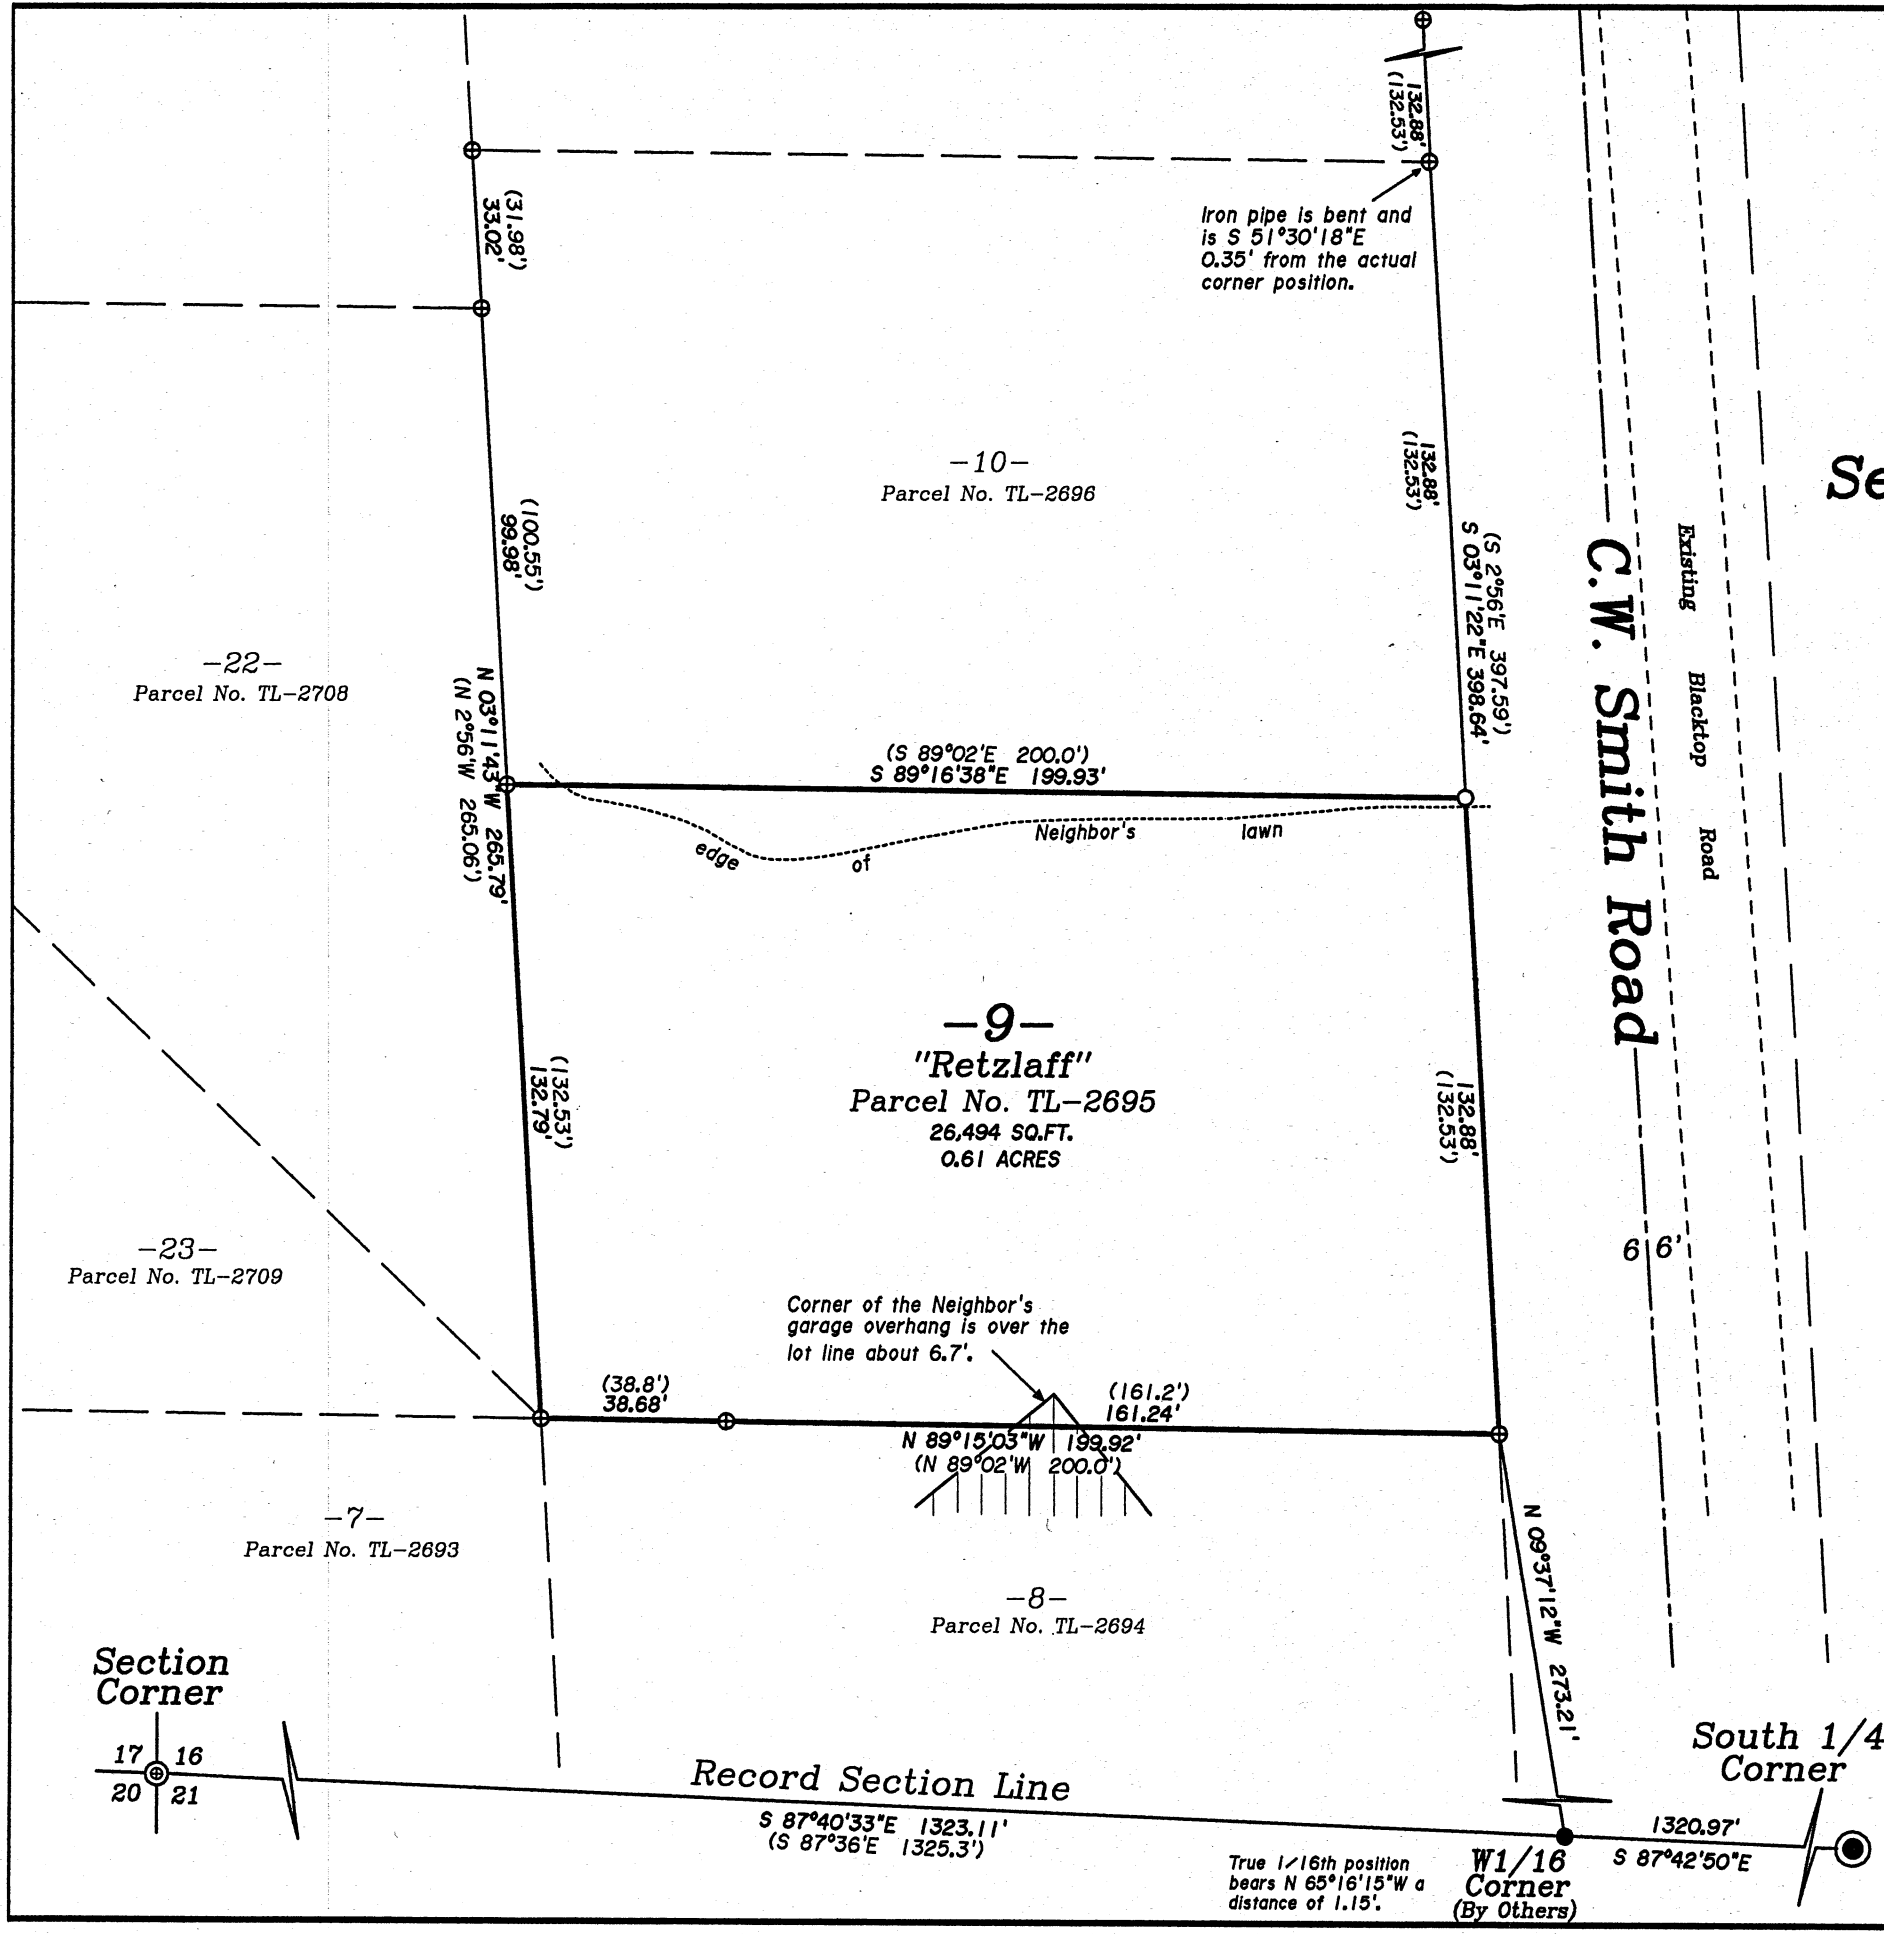 132.88'
(132.53')
(31.98')
33.02'
Iron pipe is bent and
is S 51°30'18"E
0.35' from the actual
corner position.
-10-
Parcel No. TL-2696
132.88'
(132.53')
Se
(100.55')
99.98'
(S 2°56'E 397.59')
S 03°11'22"E 398.64'
C.W. Smith Road
Existing Blacktop Road
-22-
Parcel No. TL-2708
N 03°11'43"W 265.79'
(N 2°56'W 265.06')
(S 89°02'E 200.0')
S 89°16'38"E 199.93'
edge of Neighbor's lawn
-9-
"Retzlaff"
Parcel No. TL-2695
26,494 SQ.FT.
0.61 ACRES
(132.53')
132.79'
132.88'
(132.53')
-23-
Parcel No. TL-2709
66'
Corner of the Neighbor's
garage overhang is over the
lot line about 6.7'.
(38.8')
38.68'
(161.2')
161.24'
N 89°15'03"W 199.92'
(N 89°02'W 200.0')
-7-
Parcel No. TL-2693
-8-
Parcel No. TL-2694
N 09°37'12"W 273.21'
Section
Corner
17 16
20 21
Record Section Line
S 87°40'33"E 1323.11'
(S 87°36'E 1325.3')
South 1/4
Corner
1320.97'
S 87°42'50"E
True 1/16th position
bears N 65°16'15"W a
distance of 1.15'.
W1/16
Corner
(By Others)